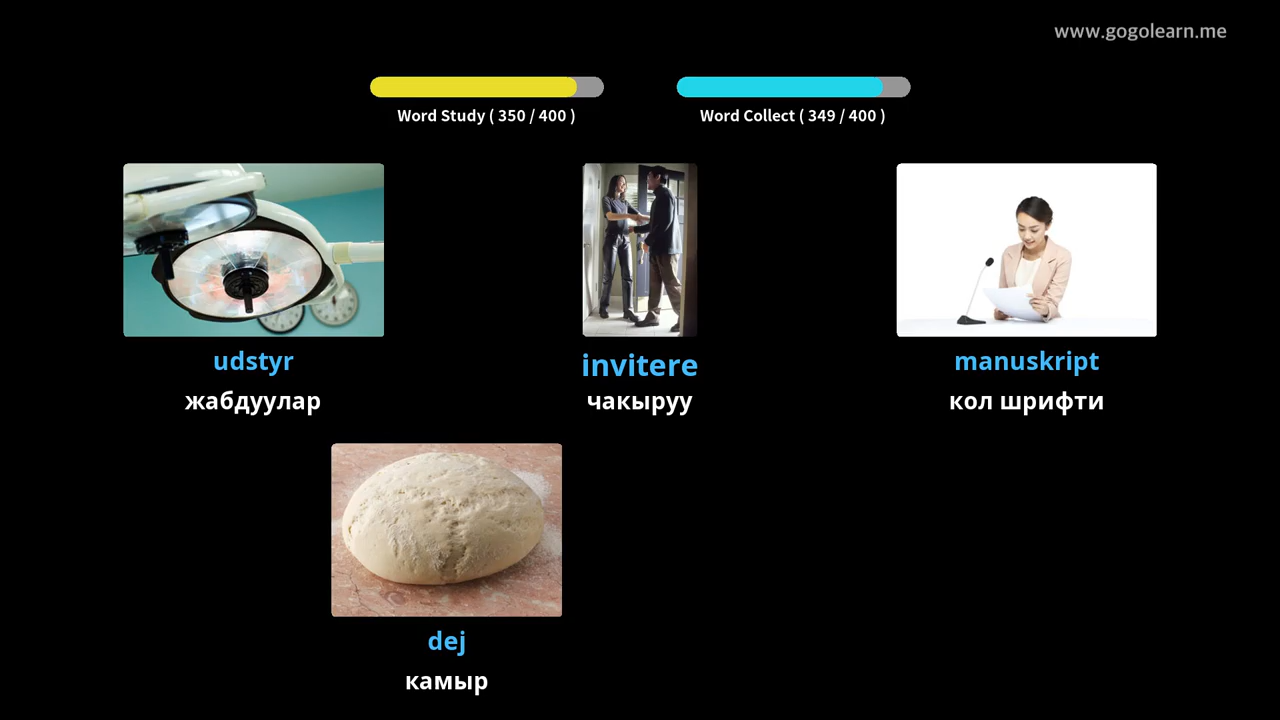 www.gogolearn.me
Word Study ( 350 / 400 )
Word Collect ( 349 / 400 )
udstyr
invitere
manuskript
жабдуулар
чакыруу
кол шрифти
dej
камыр